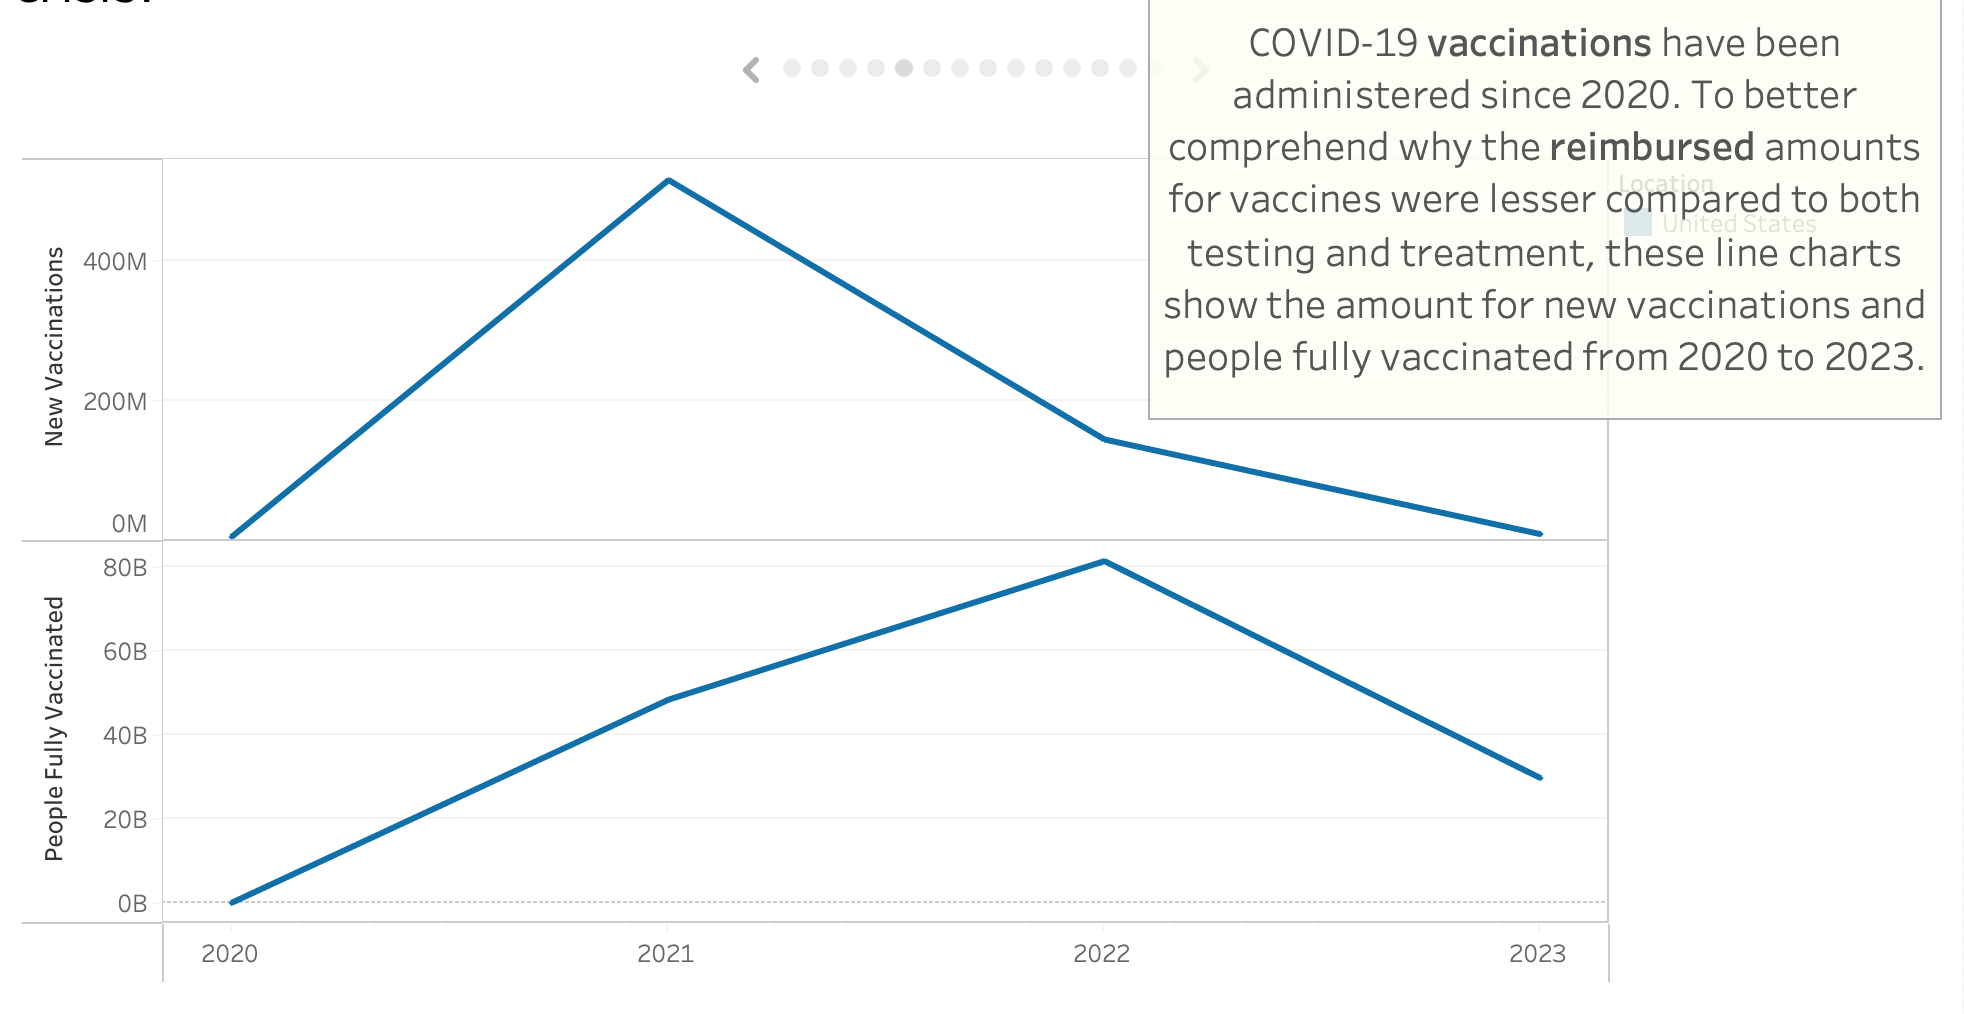 COVID-19 vaccinations have been
administered since 2020. To better
comprehend why the reimbursed amounts
for vaccines were lesser compared to both
testing and treatment, these line charts
show the amount for new vaccinations and
people fully vaccinated from 2020 to 2023.
Location
United States
New Vaccinations
400M
200M
0M
People Fully Vaccinated
80B
60B
40B
20B
0B
2020 2021 2022 2023